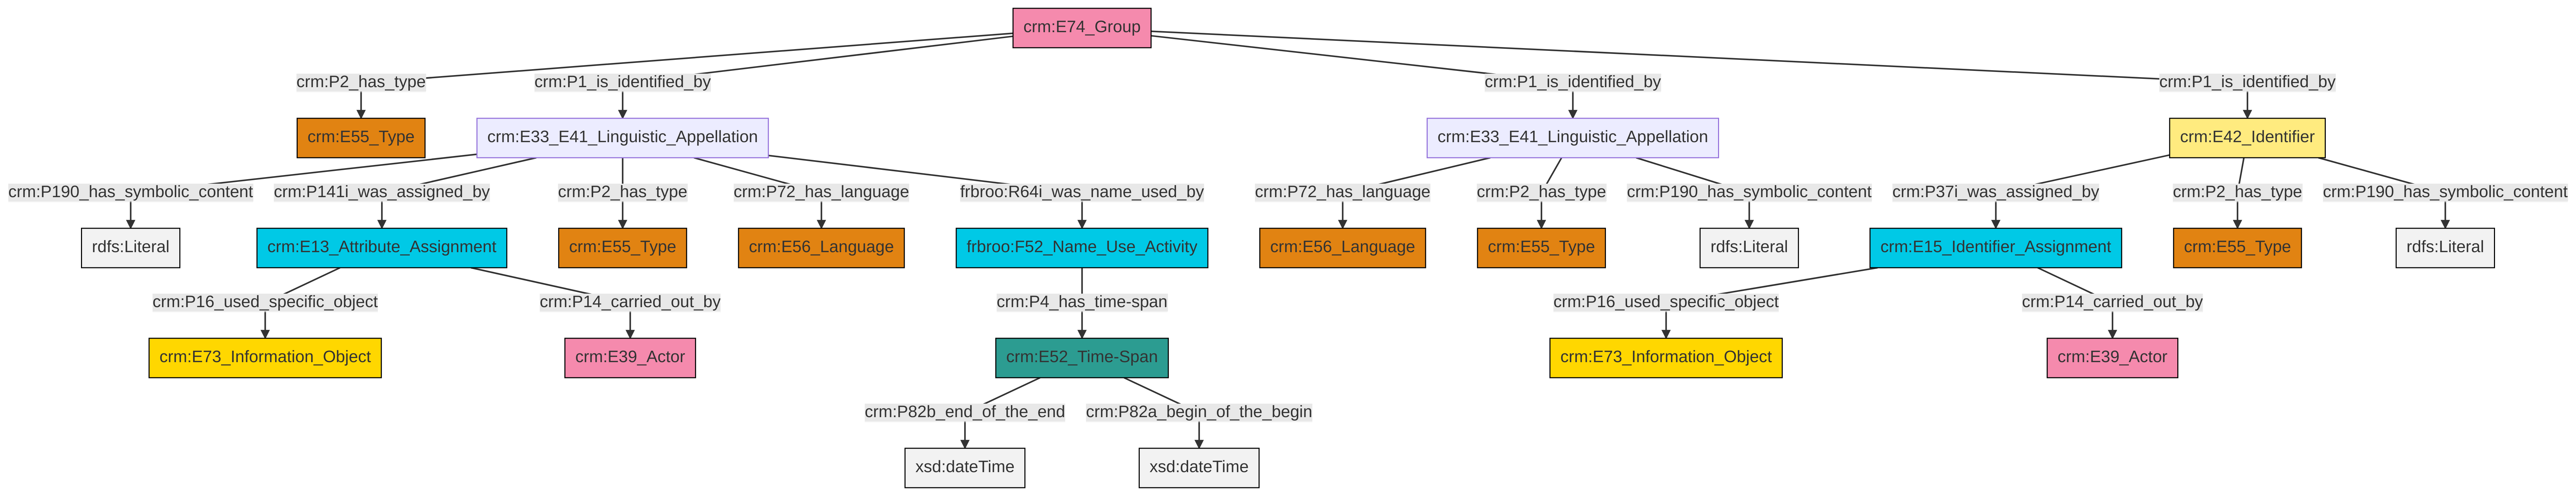 crm:E74_Group
crm:P2_has_type
crm:P1_is_identified_by
crm:P1_is_identified_by
crm:P1_is_identified_by
crm:E55_Type
crm:E33_E41_Linguistic_Appellation
crm:E33_E41_Linguistic_Appellation
crm:E42_Identifier
crm:P190_has_symbolic_content
crm:P141i_was_assigned_by
crm:P2_has_type
crm:P72_has_language
frbroo:R64i_was_name_used_by
crm:P72_has_language
crm:P2_has_type
crm:P190_has_symbolic_content
crm:P37i_was_assigned_by
crm:P2_has_type
crm:P190_has_symbolic_content
rdfs:Literal
crm:E13_Attribute_Assignment
crm:E55_Type
crm:E56_Language
frbroo:F52_Name_Use_Activity
crm:E56_Language
crm:E55_Type
rdfs:Literal
crm:E15_Identifier_Assignment
crm:E55_Type
rdfs:Literal
crm:P16_used_specific_object
crm:P14_carried_out_by
crm:P4_has_time-span
crm:P16_used_specific_object
crm:P14_carried_out_by
crm:E73_Information_Object
crm:E39_Actor
crm:E52_Time-Span
crm:E73_Information_Object
crm:E39_Actor
crm:P82b_end_of_the_end
crm:P82a_begin_of_the_begin
xsd:dateTime
xsd:dateTime